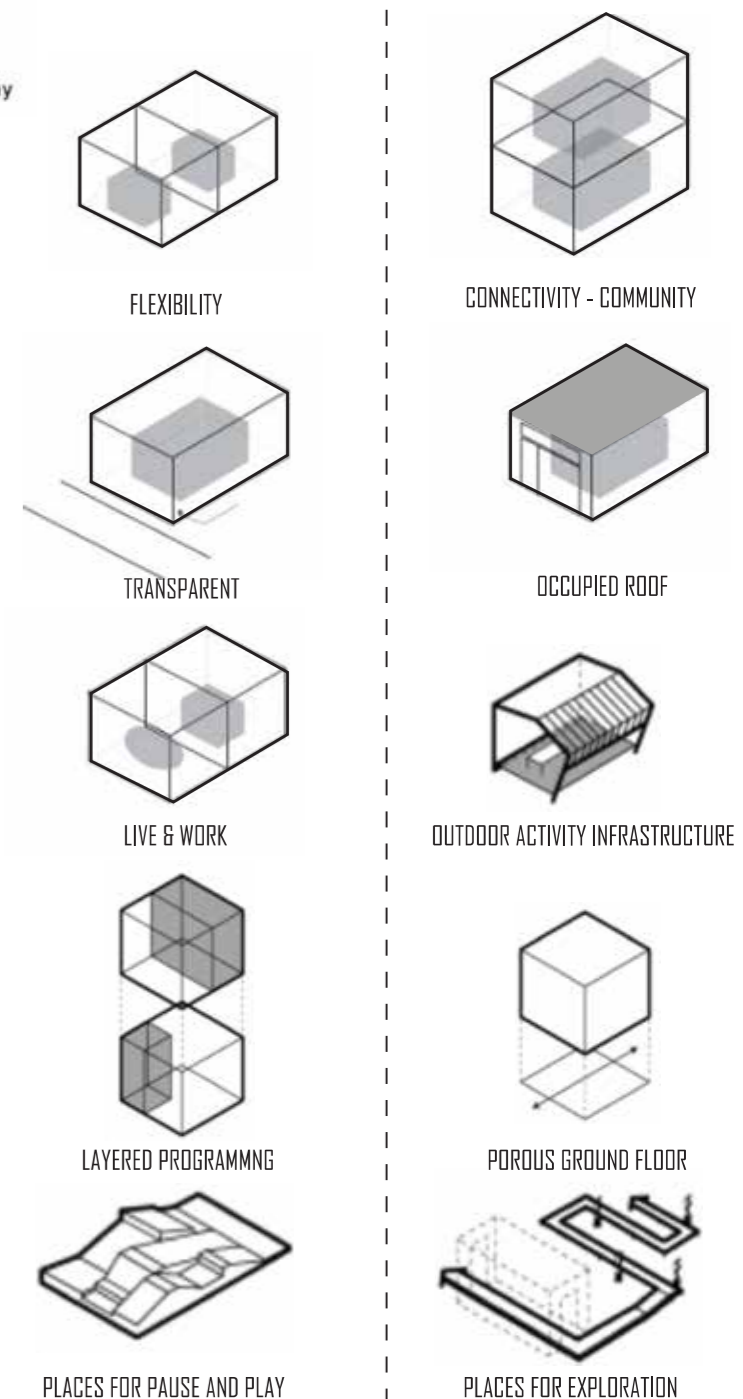 FLEXIBILITY
CONNECTIVITY - COMMUNITY
TRANSPARENT
OCCUPIED ROOF
LIVE & WORK
OUTDOOR ACTIVITY INFRASTRUCTURE
LAYERED PROGRAMMNG
POROUS GROUND FLOOR
PLACES FOR PAUSE AND PLAY
PLACES FOR EXPLORATION